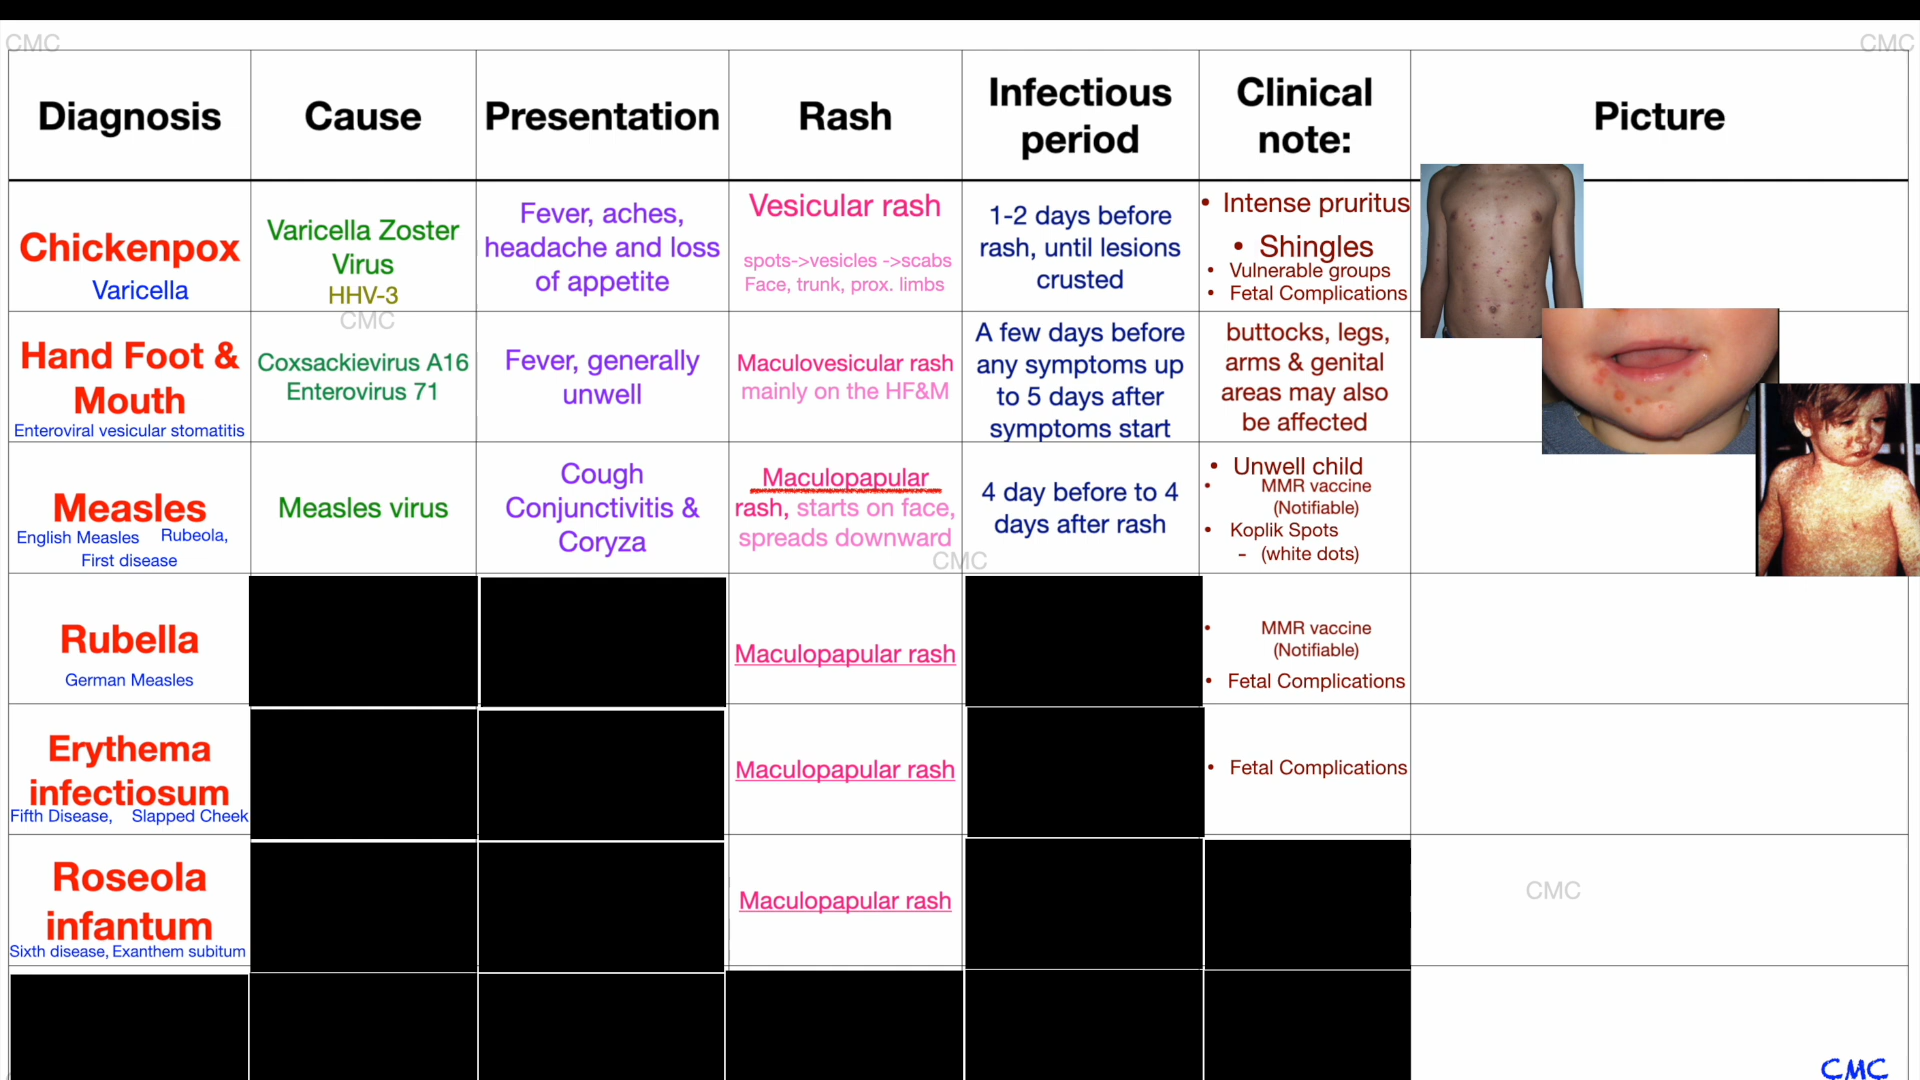 CMC
CMC
Diagnosis
Cause
Presentation
Rash
Infectious
period
Clinical
note:
Picture
Chickenpox
Varicella
Varicella Zoster
Virus
HHV-3
CMC
Fever, aches,
headache and loss
of appetite
Vesicular rash
spots->vesicles ->scabs
Face, trunk, prox. limbs
1-2 days before
rash, until lesions
crusted
• Intense pruritus
• Shingles
• Vulnerable groups
• Fetal Complications
Hand Foot &
Mouth
Enteroviral vesicular stomatitis
Coxsackievirus A16
Enterovirus 71
Fever, generally
unwell
Maculovesicular rash
mainly on the HF&M
A few days before
any symptoms up
to 5 days after
symptoms start
buttocks, legs,
arms & genital
areas may also
be affected
Measles
English Measles Rubeola,
First disease
Measles virus
Cough
Conjunctivitis &
Coryza
Maculopapular
rash, starts on face,
spreads downward
CMC
4 day before to 4
days after rash
• Unwell child
• MMR vaccine
(Notifiable)
• Koplik Spots
- (white dots)
Rubella
German Measles
Maculopapular rash
• MMR vaccine
(Notifiable)
• Fetal Complications
Erythema
infectiosum
Fifth Disease, Slapped Cheek
Maculopapular rash
• Fetal Complications
Roseola
infantum
Sixth disease, Exanthem subitum
Maculopapular rash
CMC
CMC